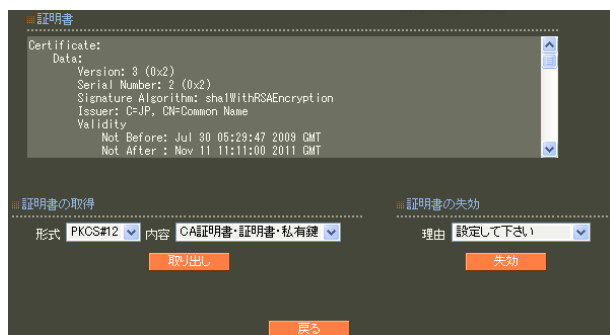 証明書
Certificate:
Data:
Version: 3 (0x2)
Serial Number: 2 (0x2)
Signature Algorithm: sha1WithRSAEncryption
Issuer: C=JP, CN=Common Name
Validity
Not Before: Jul 30 05:29:47 2009 GMT
Not After : Nov 11 11:11:00 2011 GMT
証明書の取得
証明書の失効
形式 PKCS#12 内容 CA証明書・証明書・私有鍵
理由 設定して下さい
取り出し
失効
戻る